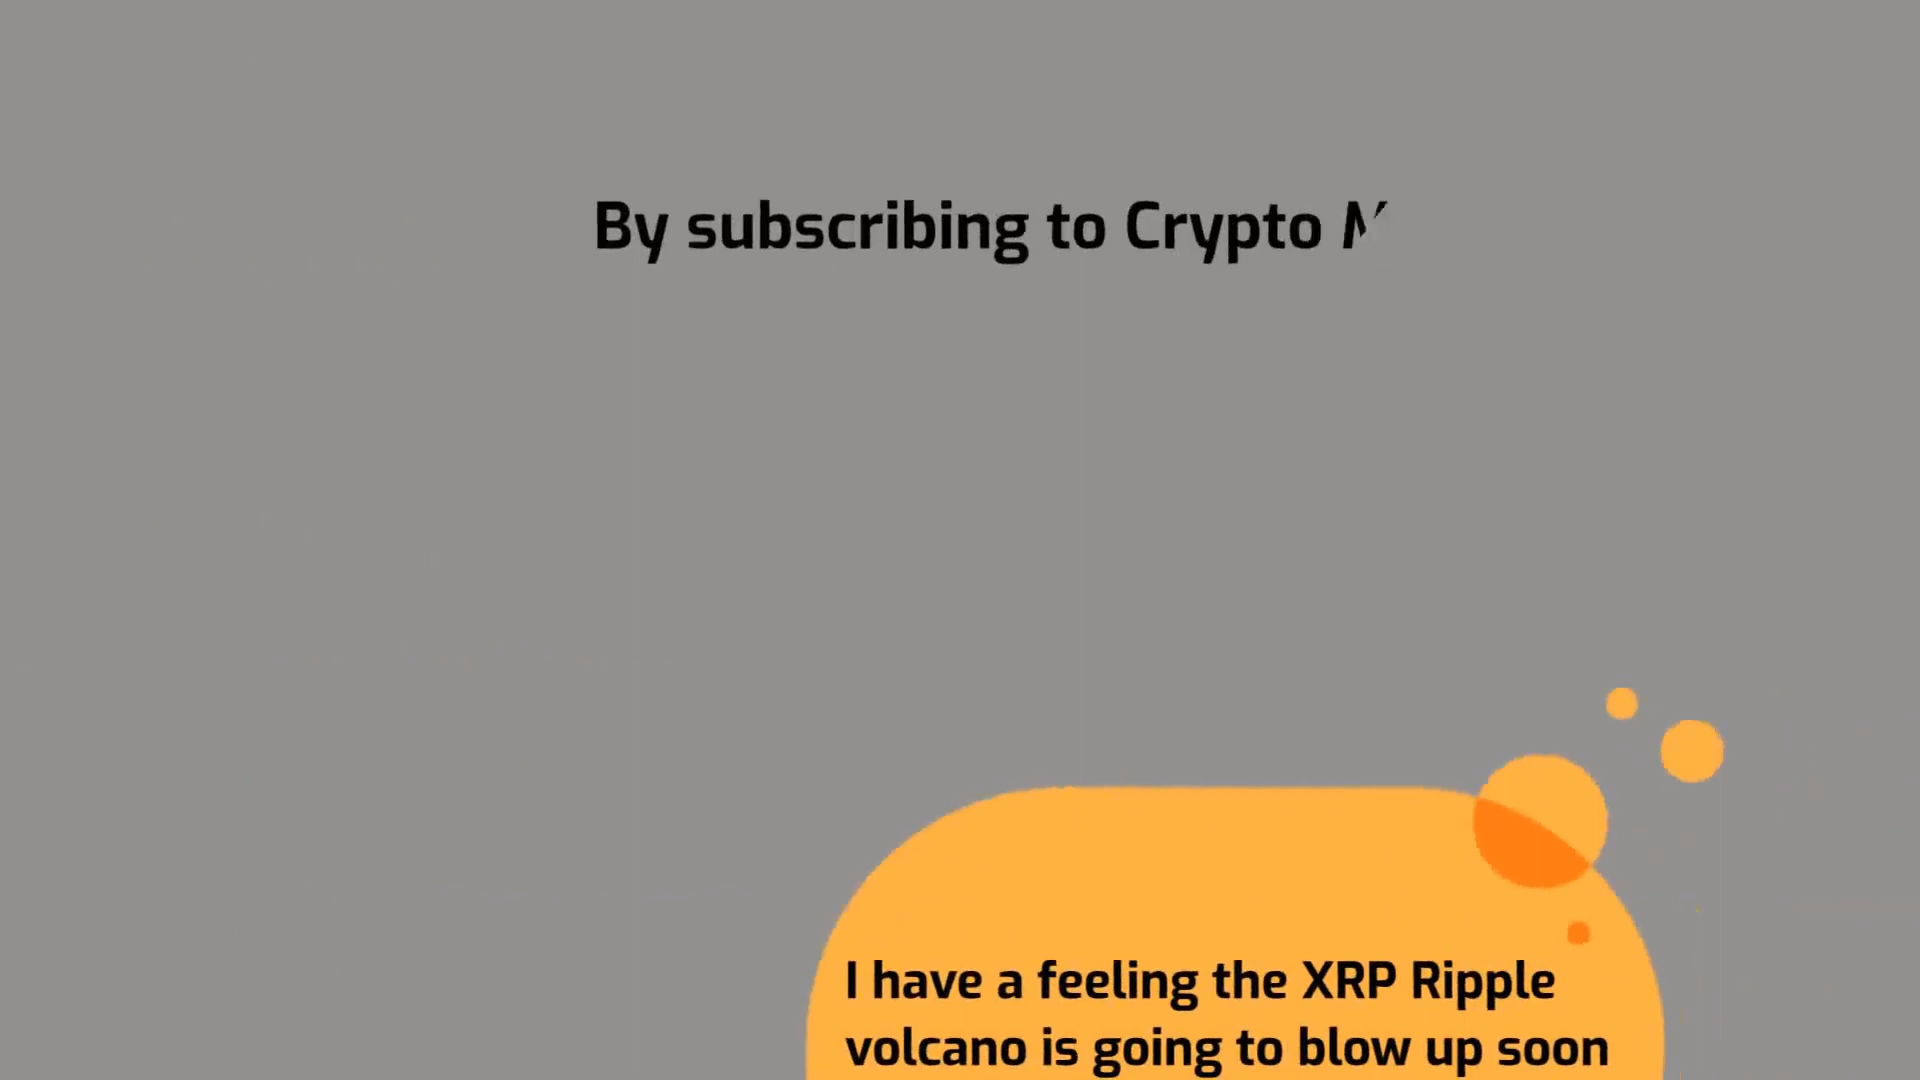 By subscribing to Crypto
I have a feeling the XRP Ripple
volcano is going to blow up soon